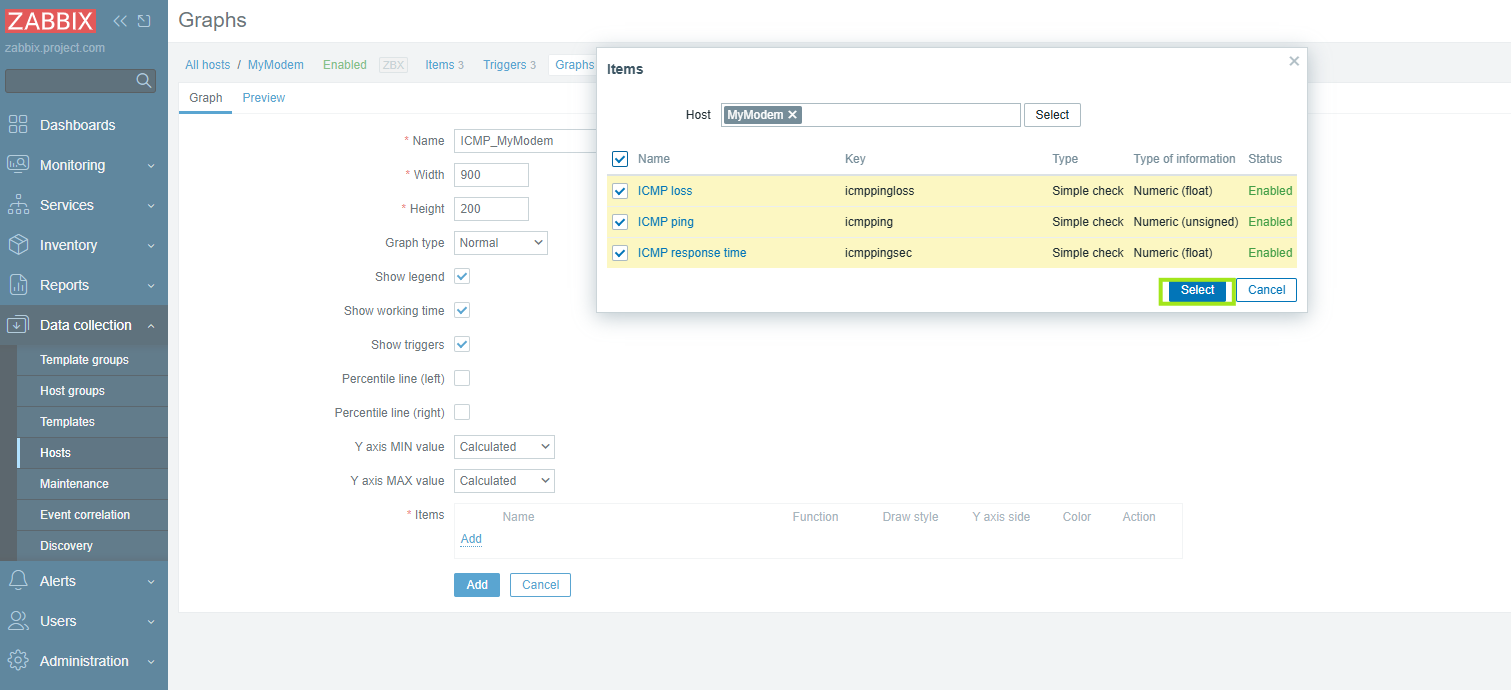 ZABBIX
zabbix.project.com
Dashboards
Monitoring
Services
Inventory
Reports
Data collection
Template groups
Host groups
Templates
Hosts
Maintenance
Event correlation
Discovery
Alerts
Users
Administration
Graphs
All hosts / MyModem Enabled ZBX Items 3 Triggers 3 Graphs
Graph Preview
* Name ICMP_MyModem
* Width 900
* Height 200
Graph type Normal
Show legend
Show working time
Show triggers
Percentile line (left)
Percentile line (right)
Y axis MIN value Calculated
Y axis MAX value Calculated
* Items Name Function Draw style Y axis side Color Action
Add
Add Cancel
Items
Host MyModem Select
Name Key Type Type of information Status
ICMP loss icmppingloss Simple check Numeric (float) Enabled
ICMP ping icmpping Simple check Numeric (unsigned) Enabled
ICMP response time icmppingsec Simple check Numeric (float) Enabled
Select Cancel